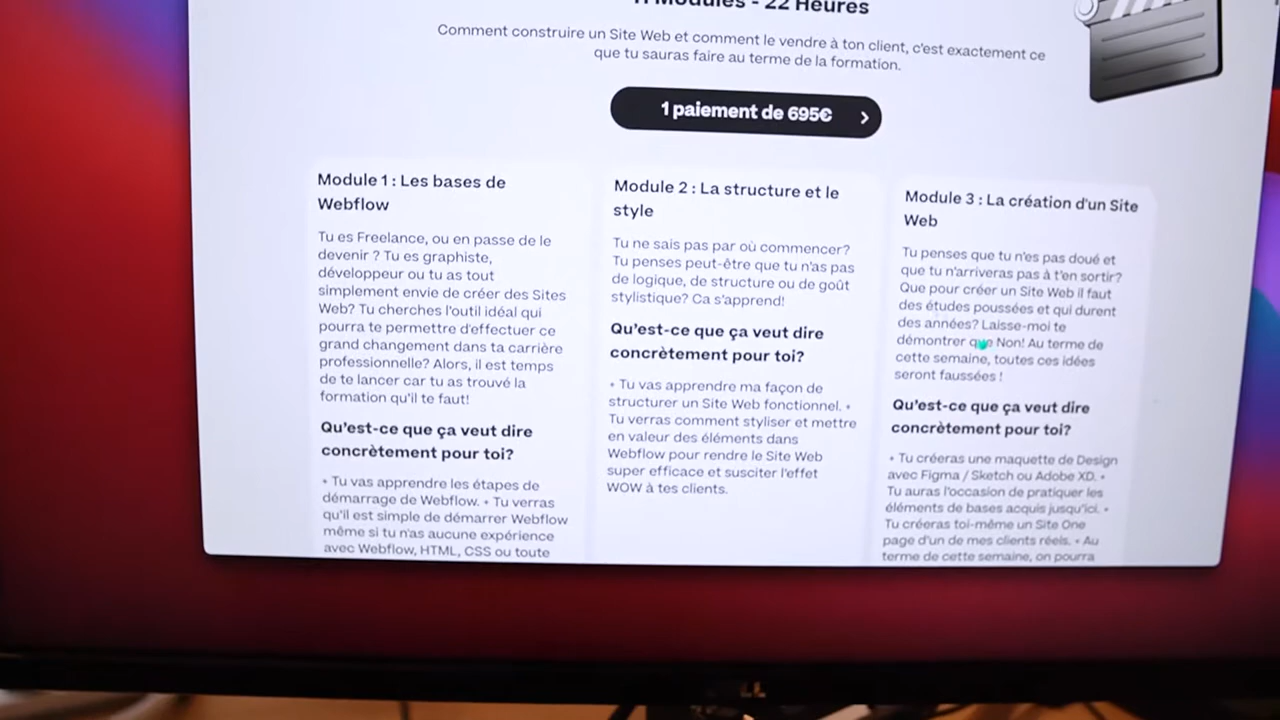 11 Modules - 22 Heures
Comment construire un Site Web et comment le vendre à ton client, c'est exactement ce
que tu sauras faire au terme de la formation.
1 paiement de 695€
Module 1 : Les bases de
Webflow
Tu es Freelance, ou en passe de le
devenir ? Tu es graphiste,
développeur ou tu as tout
simplement envie de créer des Sites
Web? Tu cherches l'outil idéal qui
pourra te permettre d'effectuer ce
grand changement dans ta carrière
professionnelle? Alors, il est temps
de te lancer car tu as trouvé la
formation qu'il te faut!
Qu'est-ce que ça veut dire
concrètement pour toi?
• Tu vas apprendre les étapes de
démarrage de Webflow. • Tu verras
qu'il est simple de démarrer Webflow
même si tu n'as aucune expérience
avec Webflow, HTML, CSS ou toute
Module 2 : La structure et le
style
Tu ne sais pas par où commencer?
Tu penses peut-être que tu n'as pas
de logique, de structure ou de goût
stylistique? Ca s'apprend!
Qu'est-ce que ça veut dire
concrètement pour toi?
• Tu vas apprendre ma façon de
structurer un Site Web fonctionnel. •
Tu verras comment styliser et mettre
en valeur des éléments dans
Webflow pour rendre le Site Web
super efficace et susciter l'effet
WOW à tes clients.
Module 3 : La création d'un Site
Web
Tu penses que tu n'es pas doué et
que tu n'arriveras pas à t'en sortir?
Que pour créer un Site Web il faut
des études poussées et qui durent
des années? Laisse-moi te
démontrer que Non! Au terme de
cette semaine, toutes ces idées
seront faussées !
Qu'est-ce que ça veut dire
concrètement pour toi?
• Tu créeras une maquette de Design
avec Figma / Sketch ou Adobe XD. •
Tu auras l'occasion de pratiquer les
éléments de bases acquis jusqu'ici. •
Tu créeras toi-même un Site One
page d'un de mes clients réels. • Au
terme de cette semaine, on pourra